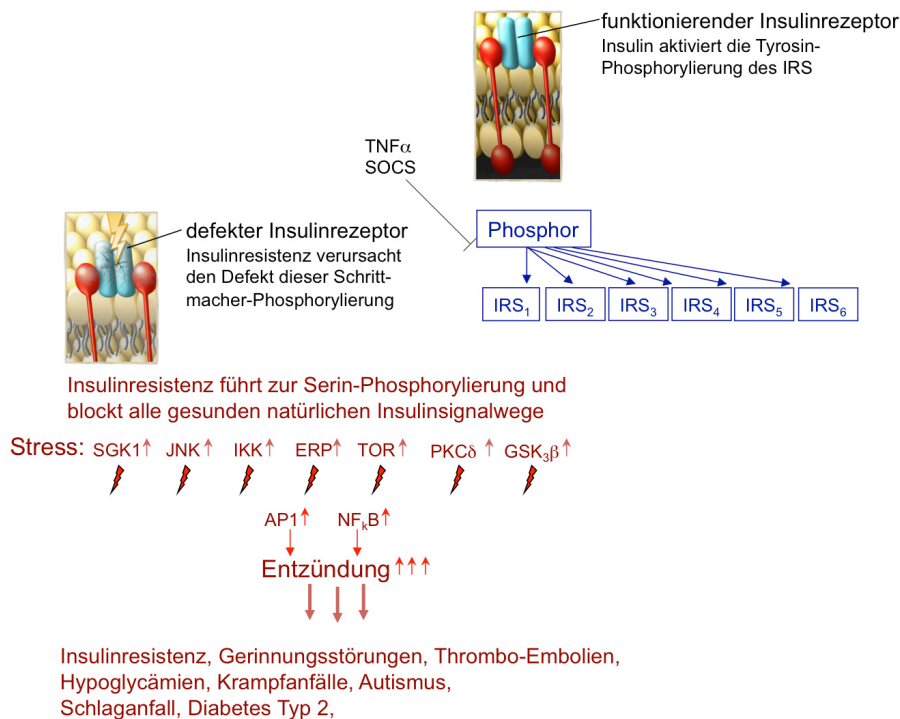 funktionierender Insulinrezeptor
Insulin aktiviert die Tyrosin-
Phosphorylierung des IRS
TNFα
SOCS
Phosphor
IRS₁ IRS₂ IRS₃ IRS₄ IRS₅ IRS₆
defekter Insulinrezeptor
Insulinresistenz verursacht
den Defekt dieser Schritt-
macher-Phosphorylierung
Insulinresistenz führt zur Serin-Phosphorylierung und
blockt alle gesunden natürlichen Insulinsignalwege
Stress: SGK1↑ JNK↑ IKK↑ ERP↑ TOR↑ PKCδ ↑ GSK₃β↑
AP1↑ NFₖB↑
Entzündung ↑↑↑
Insulinresistenz, Gerinnungsstörungen, Thrombo-Embolien,
Hypoglycämien, Krampfanfälle, Autismus,
Schlaganfall, Diabetes Typ 2,